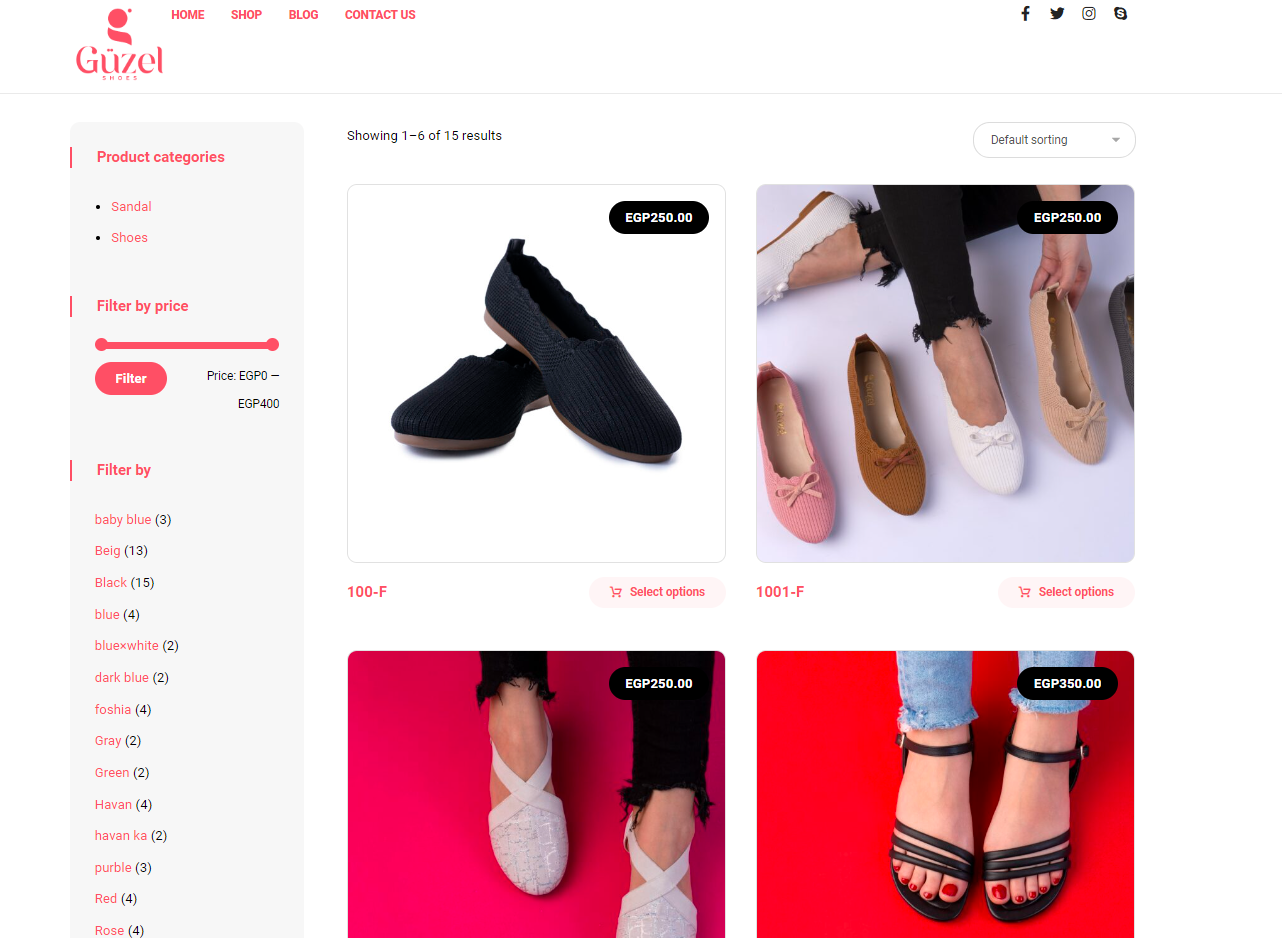 Güzel
SHOES
HOME SHOP BLOG CONTACT US
Product categories
Sandal
Shoes
Filter by price
Filter
Price: EGP0 —
EGP400
Filter by
baby blue (3)
Beig (13)
Black (15)
blue (4)
blue×white (2)
dark blue (2)
foshia (4)
Gray (2)
Green (2)
Havan (4)
havan ka (2)
purble (3)
Red (4)
Rose (4)
Showing 1–6 of 15 results
Default sorting
EGP250.00
EGP250.00
100-F
Select options
1001-F
Select options
EGP250.00
EGP350.00